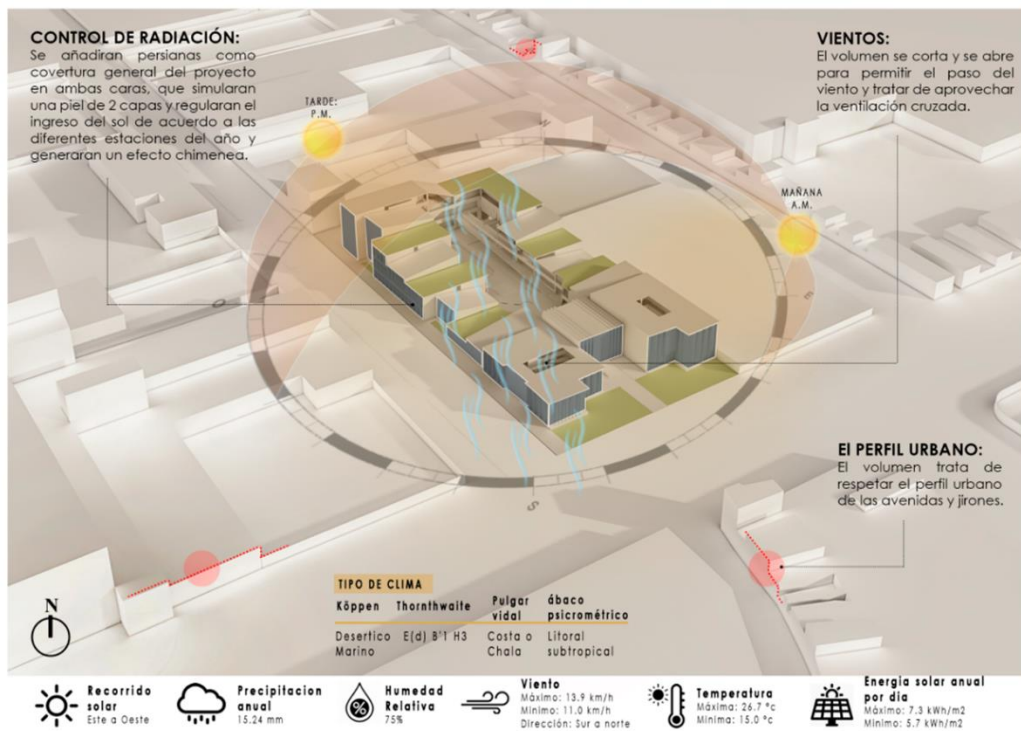 CONTROL DE RADIACIÓN:
Se añadiran persianas como
covertura general del proyecto
en ambas caras, que simularan
una piel de 2 capas y regularan el
ingreso del sol de acuerdo a las
diferentes estaciones del año y
generaran un efecto chimenea.
VIENTOS:
El volumen se corta y se abre
para permitir el paso del
viento y tratar de aprovechar
la ventilación cruzada.
TARDE:
P.M.
MAÑANA
A.M.
N
E
O
S
El PERFIL URBANO:
El volumen trata de
respetar el perfil urbano
de las avenidas y jirones.
N
TIPO DE CLIMA
Köppen
Desertico
Marino
Thornthwaite
E(d) B'1 H3
Pulgar
vidal
Costa o
Chala
ábaco
psicrométrico
Litoral
subtropical
Recorrido
solar
Este a Oeste
Precipitacion
anual
15.24 mm
Humedad
Relativa
75%
Viento
Máximo: 13.9 km/h
Mínimo: 11.0 km/h
Dirección: Sur a norte
Temperatura
Máxima: 26.7 °c
Mínima: 15.0 °c
Energia solar anual
por dia
Máximo: 7.3 kWh/m2
Mínimo: 5.7 kWh/m2